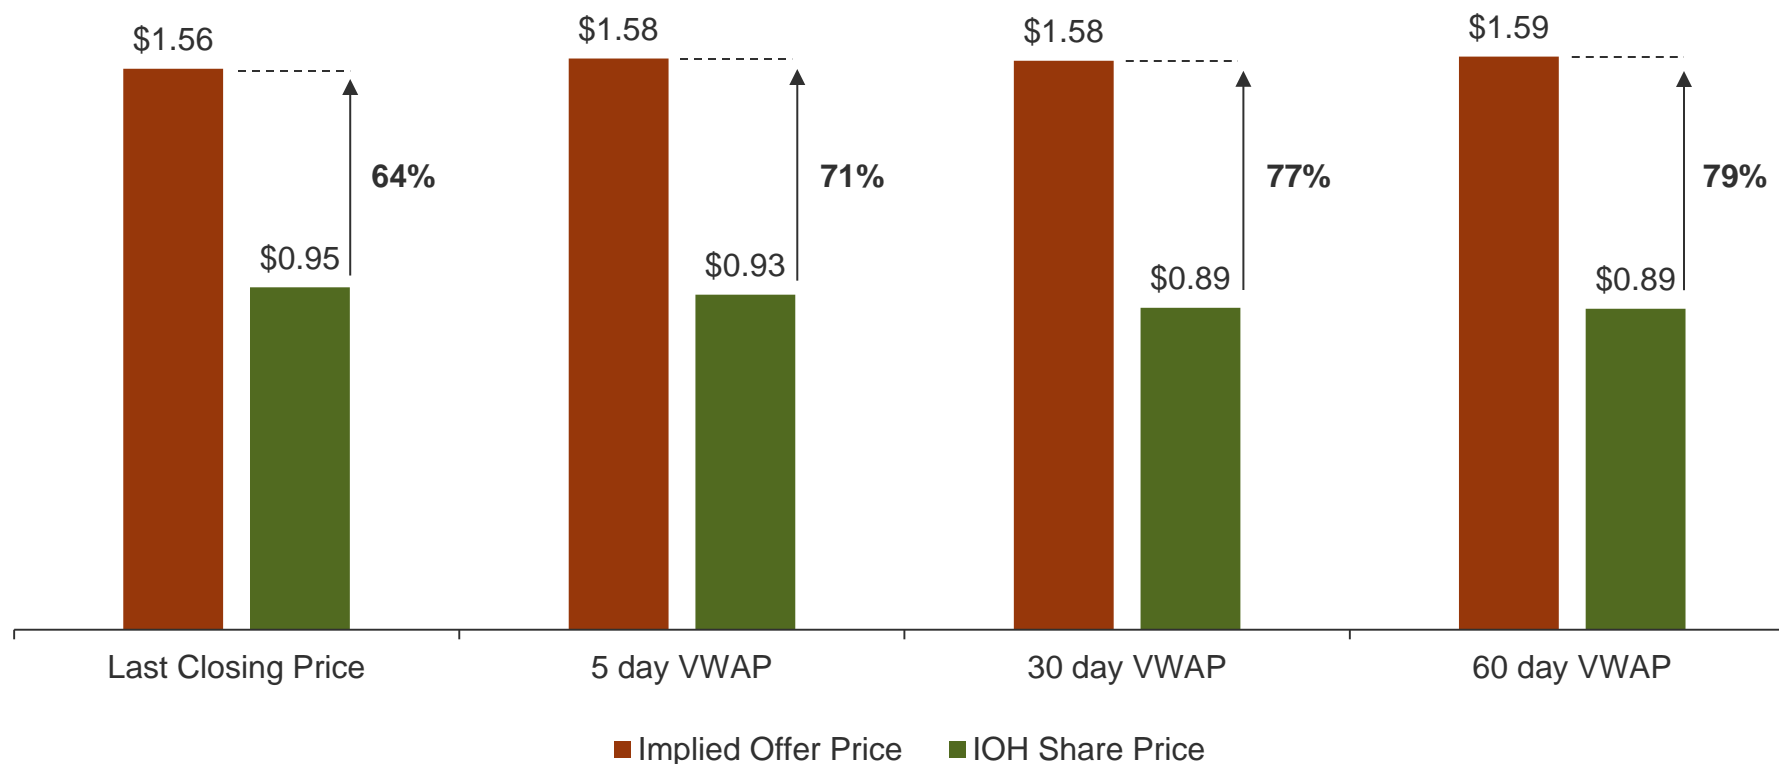 $1.56
$1.58
$1.58
$1.59
64%
71%
77%
79%
$0.95
$0.93
$0.89
$0.89
Last Closing Price
5 day VWAP
30 day VWAP
60 day VWAP
Implied Offer Price
IOH Share Price